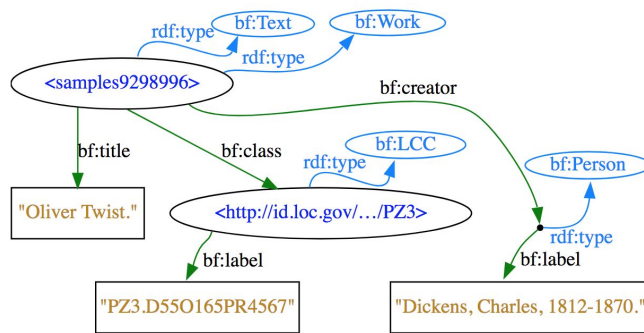 bf:Text
bf:Work
rdf:type
rdf:type
<samples9298996>
bf:creator
bf:title
bf:class
bf:LCC
rdf:type
bf:Person
"Oliver Twist."
<http://id.loc.gov/…/PZ3>
rdf:type
bf:label
bf:label
"PZ3.D55O165PR4567"
"Dickens, Charles, 1812-1870."